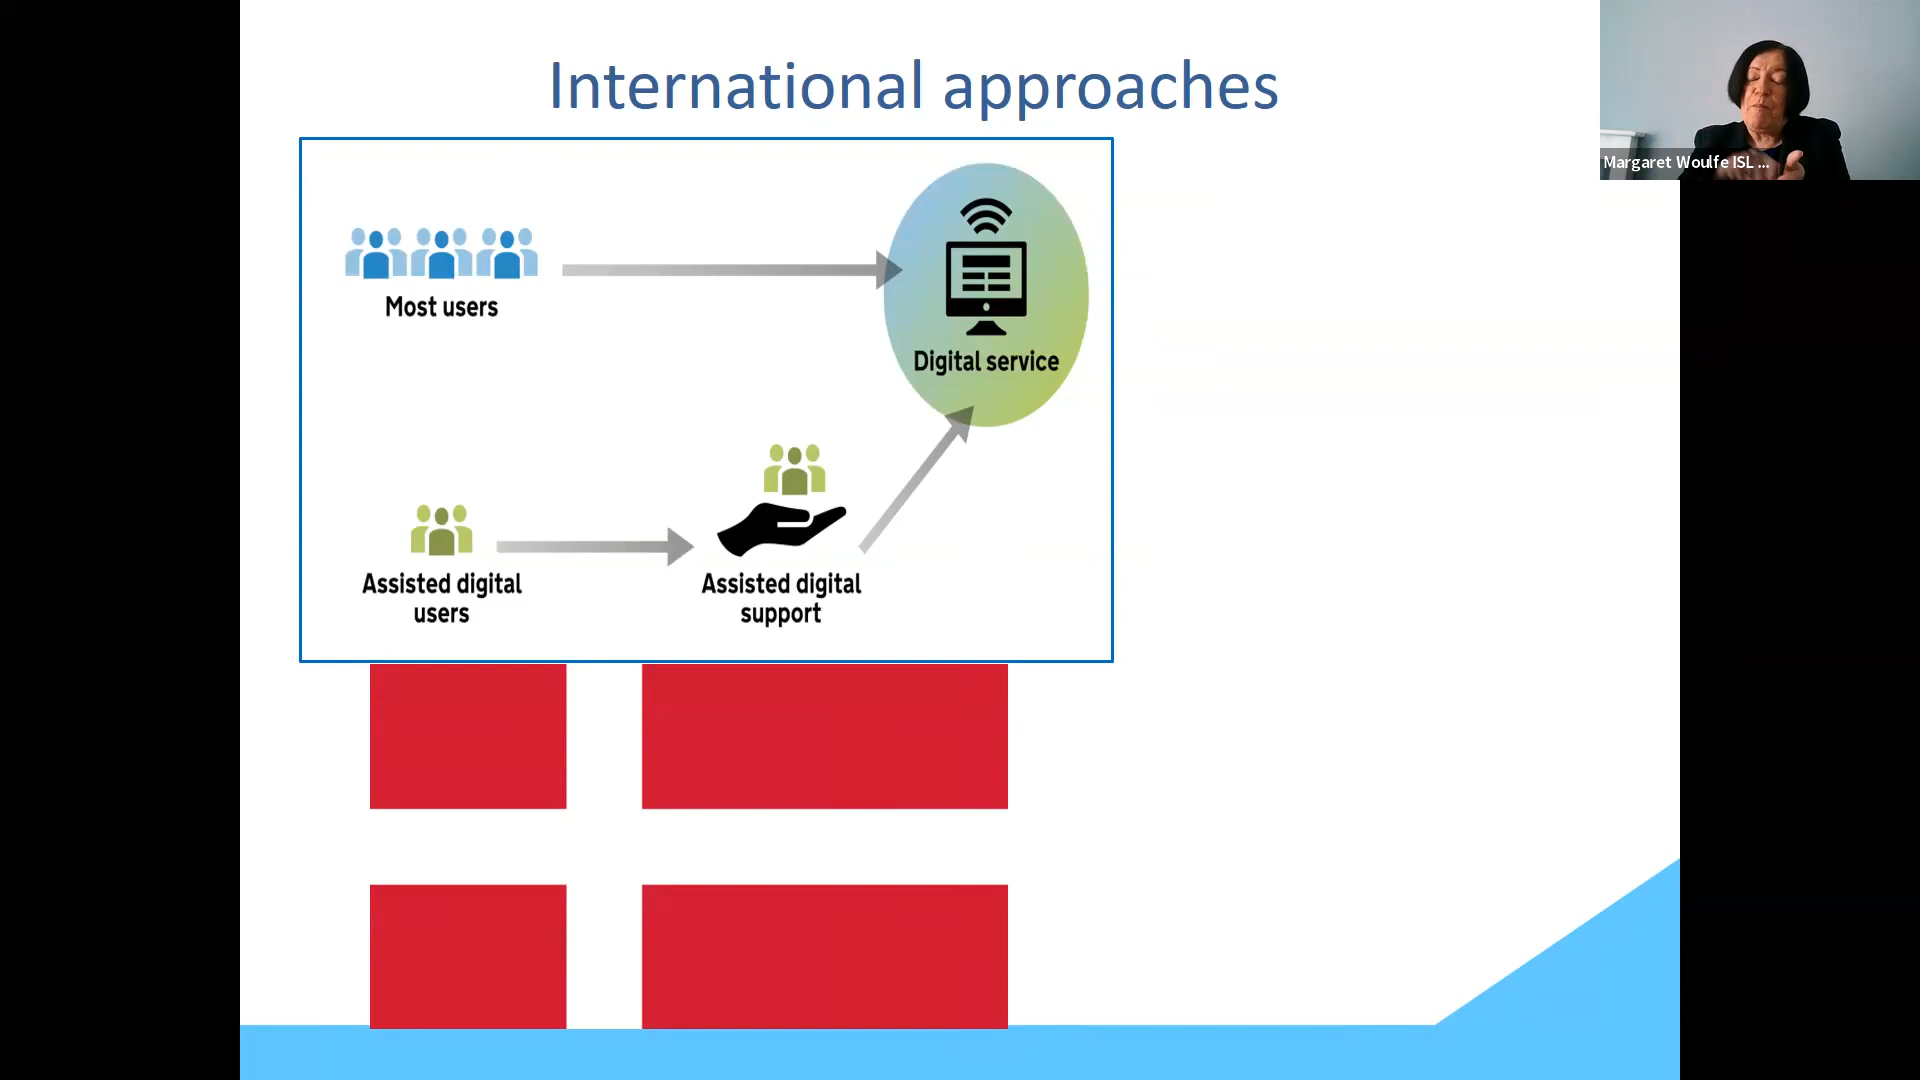 International approaches
Margaret Woulfe ISL ...
Most users
Digital service
Assisted digital
users
Assisted digital
support